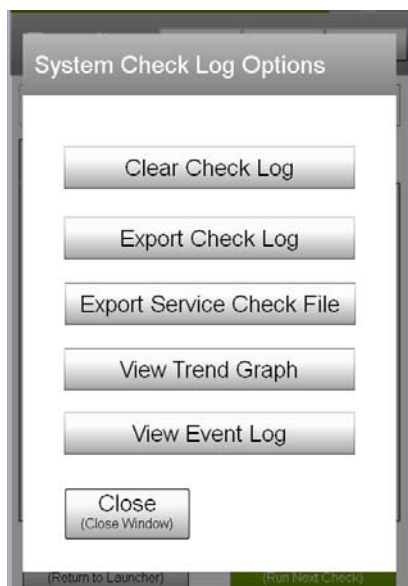 System Check Log Options
Clear Check Log
Export Check Log
Export Service Check File
View Trend Graph
View Event Log
Close
(Close Window)
(Return to Launcher)
(Run Next Check)